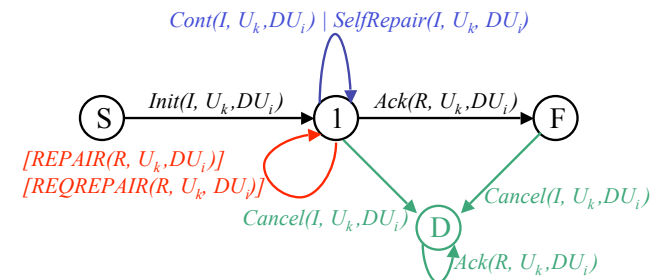 Cont(I, U_k,DU_i) | SelfRepair(I, U_k, DU_i)
Init(I, U_k,DU_i)
Ack(R, U_k,DU_i)
S
1
F
[REPAIR(R, U_k,DU_i)]
[REQREPAIR(R, U_k, DU_i)]
Cancel(I, U_k,DU_i)
Cancel(I, U_k,DU_i)
D
Ack(R, U_k,DU_i)